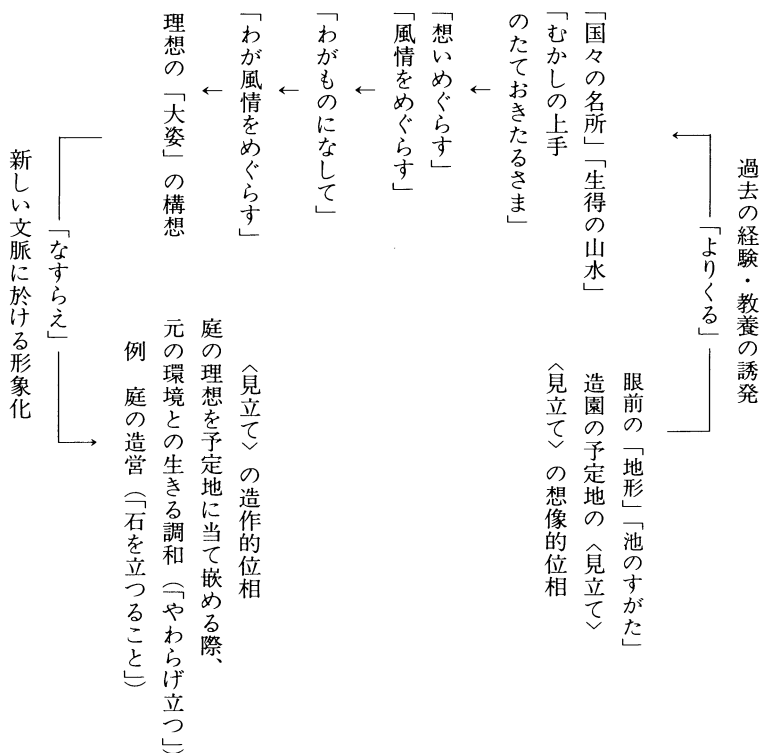 過去の経験・教養の誘発
「よりくる」
眼前の「地形」「池のすがた」
造園の予定地の〈見立て〉
〈見立て〉の想像的位相
「国々の名所」「生得の山水」
「むかしの上手
のたておきたるさま」
←
「想いめぐらす」
「風情をめぐらす」
←
「わがものになして」
←
「わが風情をめぐらす」
←
理想の「大姿」の構想
〈見立て〉の造作的位相
庭の理想を予定地に当て嵌める際、
元の環境との生きる調和(「やわらげ立つ」)
例 庭の造営(「石を立つること」)
「なすらえ」
新しい文脈に於ける形象化